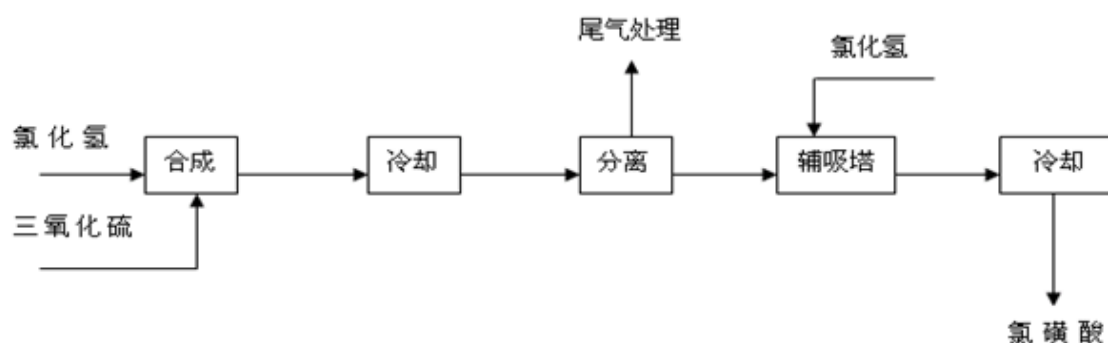 尾气处理
氯化氢
氯 化 氢
合成
冷却
分离
辅吸塔
冷却
三氧化硫
氯 磺 酸